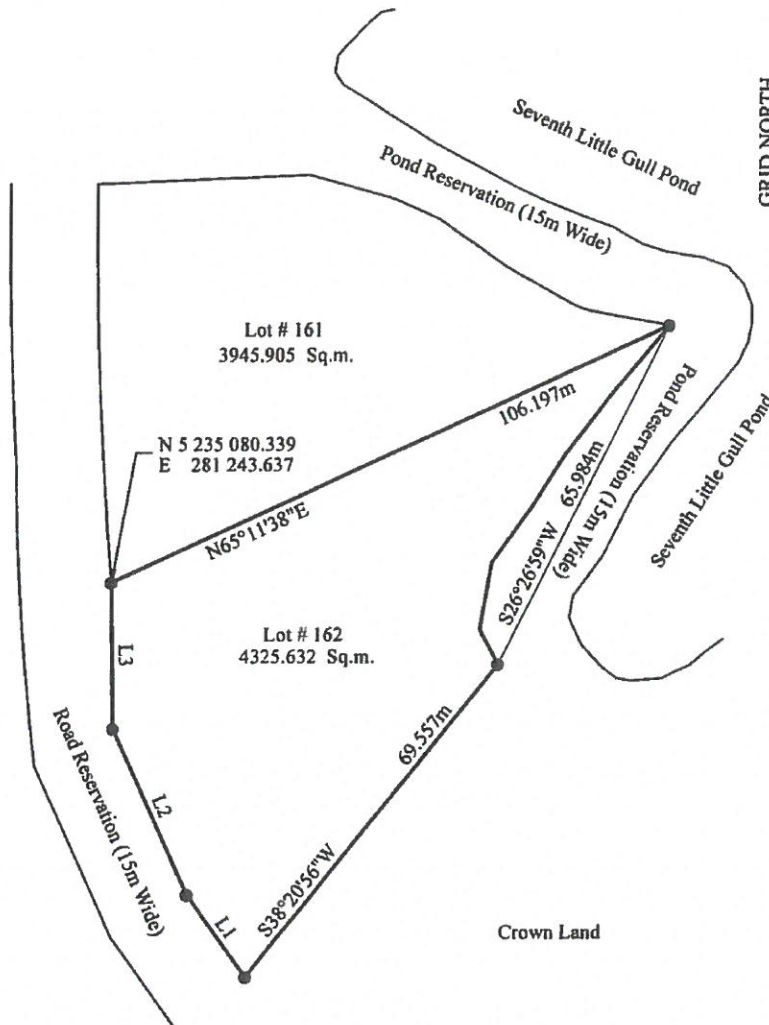 Seventh Little Gull Pond
GRID NORTH
Pond Reservation (15m Wide)
Lot # 161
3945.905 Sq.m.
106.197m
N 5 235 080.339
E 281 243.637
N65°11'38"E
Pond Reservation (15m Wide)
S26°26'59"W 65.984m
Seventh Little Gull Pond
Lot # 162
4325.632 Sq.m.
L3
69.557m
Road Reservation (15m Wide)
L2
S38°20'56"W
L1
Crown Land